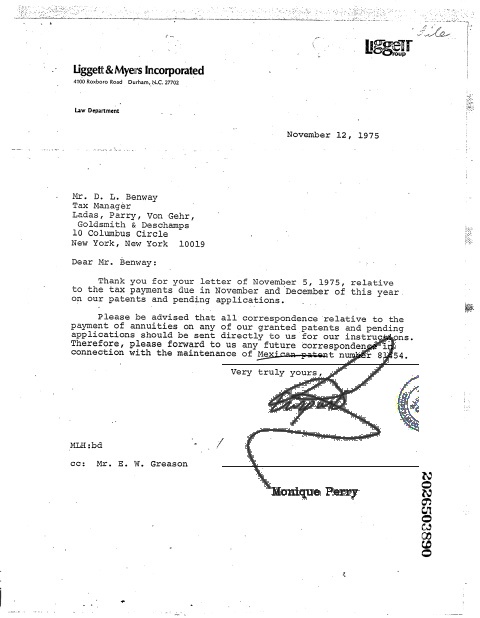 File
Liggett
GROUP
Liggett & Myers Incorporated
4100 Roxboro Road Durham, N.C. 27702
Law Department
November 12, 1975
Mr. D. L. Benway
Tax Manager
Ladas, Parry, Von Gehr,
Goldsmith & Deschamps
10 Columbus Circle
New York, New York 10019
Dear Mr. Benway:
Thank you for your letter of November 5, 1975, relative
to the tax payments due in November and December of this year
on our patents and pending applications.
Please be advised that all correspondence relative to the
payment of annuities on any of our granted patents and pending
applications should be sent directly to us for our instructions.
Therefore, please forward to us any future correspondence in
connection with the maintenance of Mexican patent number
Very truly yours,
Monique Perry
MLH:bd
cc: Mr. E. W. Greason
2026503890